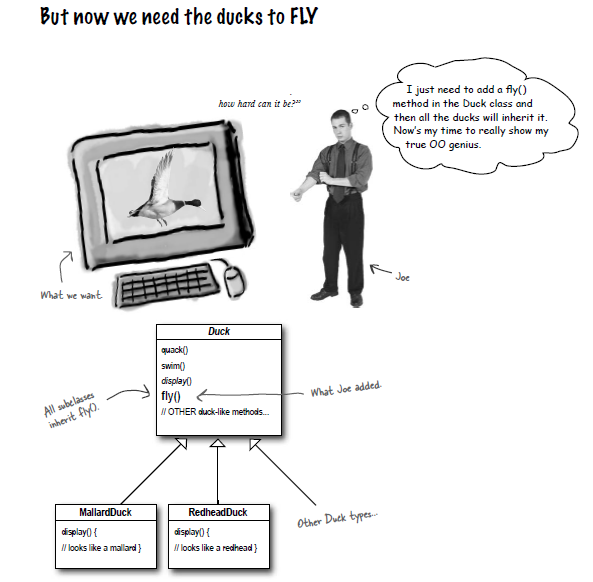 But now we need the ducks to FLY
how hard can it be?"
I just need to add a fly()
method in the Duck class and
then all the ducks will inherit it.
Now's my time to really show my
true OO genius.
Joe
What we want.
Duck
quack()
swim()
display()
fly()
// OTHER duck-like methods...
All subclasses
inherit fly().
What Joe added.
MallardDuck
display() {
// looks like a mallard }
RedheadDuck
display() {
// looks like a redhead }
Other Duck types...